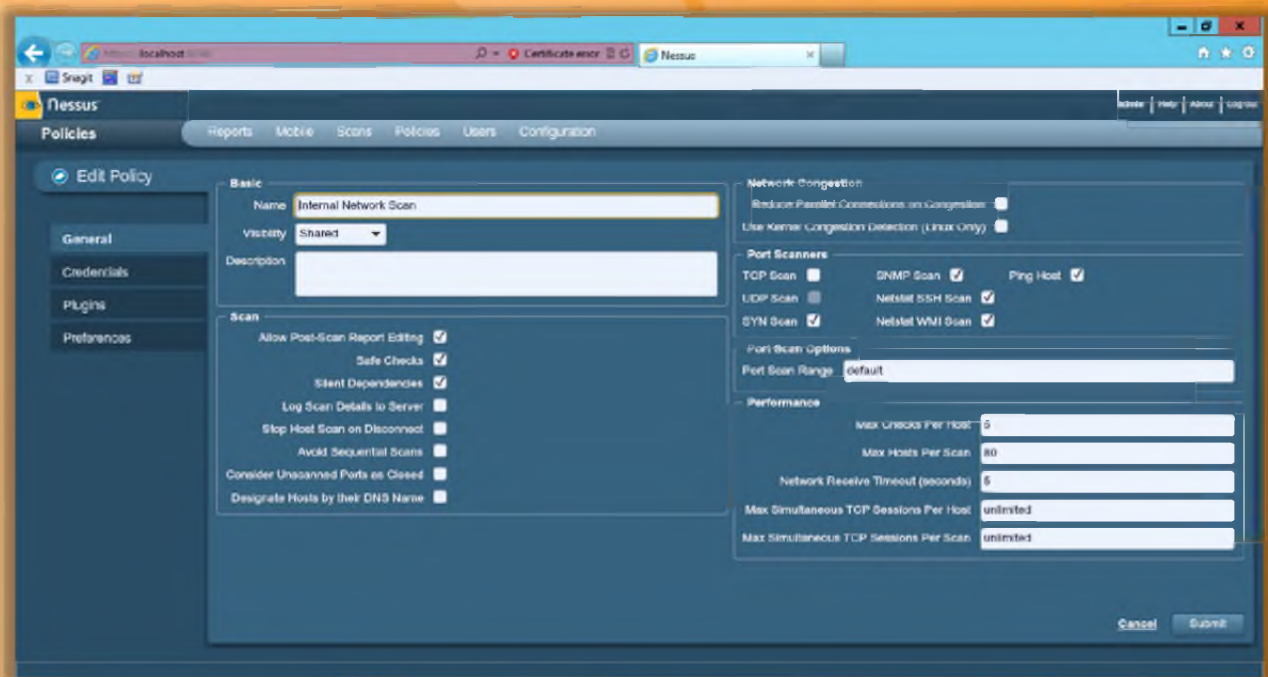 localhost
Certificate error
Nessus
x Snagit
nessus
admin | Help | About | Log out
Policies
Reports Mobile Scans Policies Users Configuration
Edit Policy
General
Credentials
Plugins
Preferences
Basic
Name Internal Network Scan
Visibility Shared
Description
Scan
Allow Post-Scan Report Editing
Safe Checks
Silent Dependencies
Log Scan Details to Server
Stop Host Scan on Disconnect
Avoid Sequential Scans
Consider Unscanned Ports as Closed
Designate Hosts by their DNS Name
Network Congestion
Reduce Parallel Connections on Congestion
Use Kernel Congestion Detection (Linux Only)
Port Scanners
TCP Scan SNMP Scan Ping Host
UDP Scan Netstat SSH Scan
SYN Scan Netstat WMI Scan
Port Scan Options
Port Scan Range default
Performance
Max Checks Per Host 5
Max Hosts Per Scan 80
Network Receive Timeout (seconds) 5
Max Simultaneous TCP Sessions Per Host unlimited
Max Simultaneous TCP Sessions Per Scan unlimited
Cancel Submit